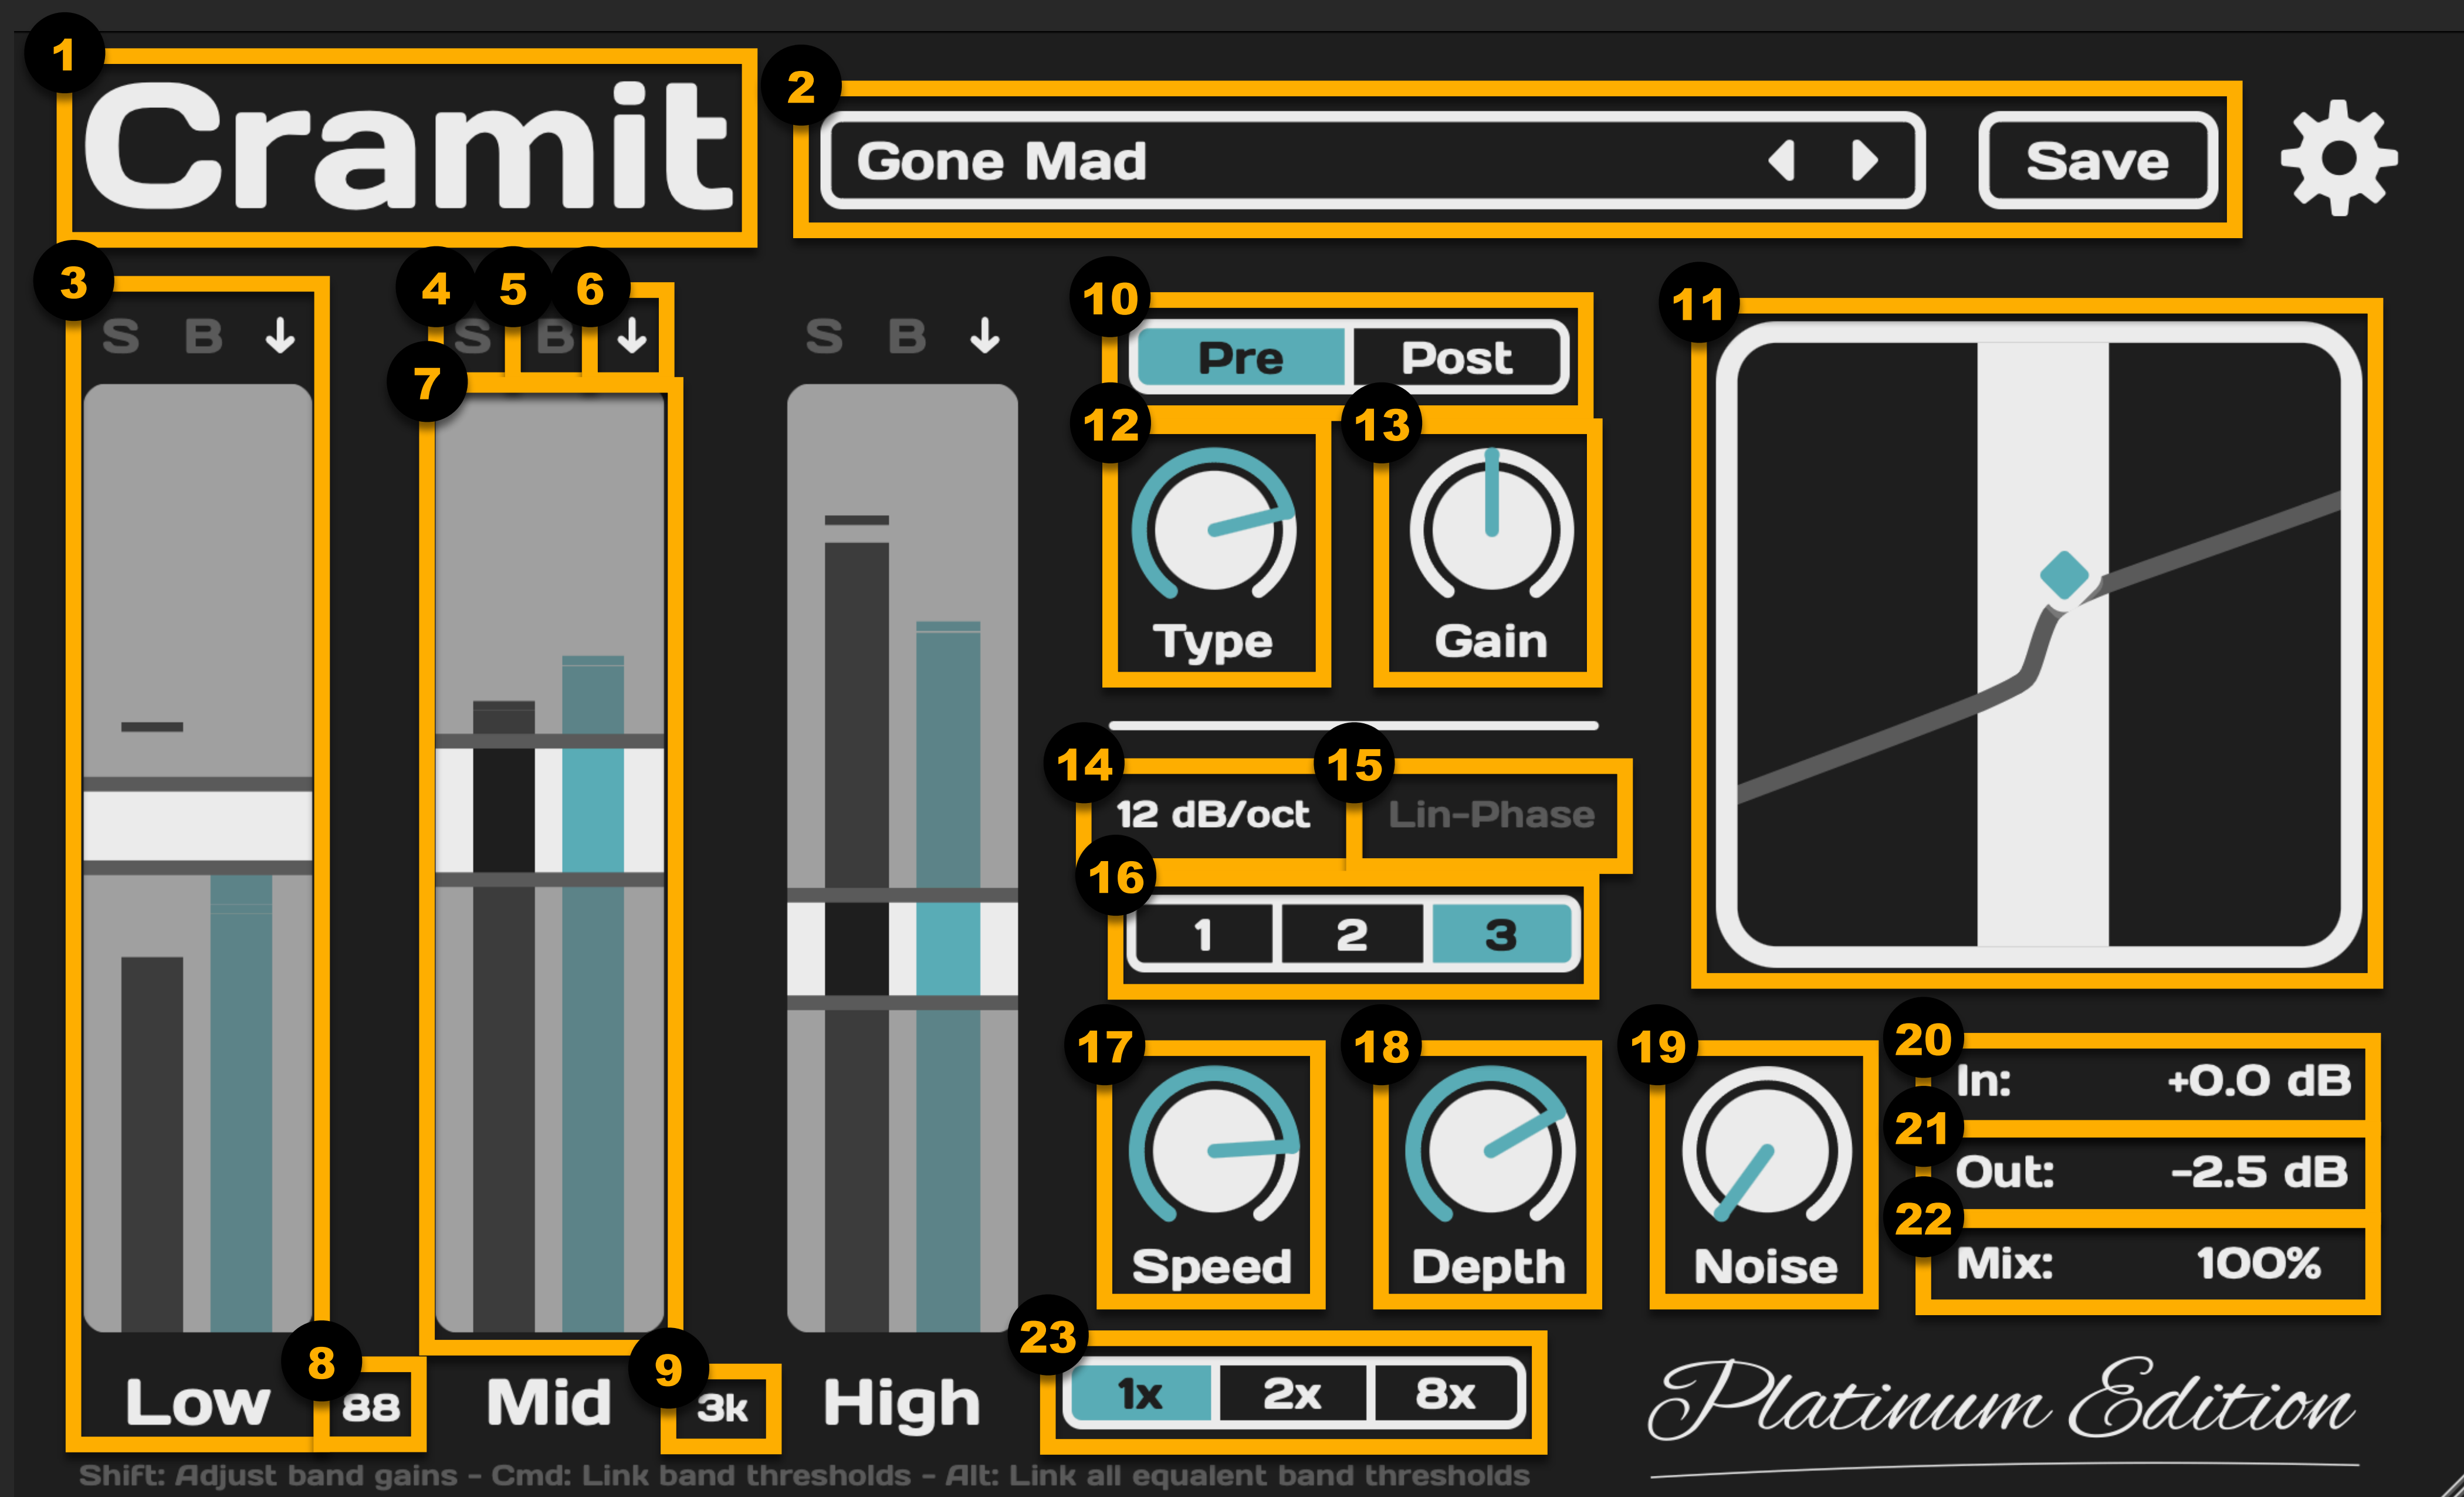 1
Cramit
2
Gone Mad
Save
3
4
5
6
S B
S B
S B
7
10
Pre Post
11
12
13
Type
Gain
14
15
12 dB/oct
Lin-Phase
16
1 2 3
17
18
19
Speed
Depth
Noise
20
In: +0.0 dB
21
Out: -2.5 dB
22
Mix: 100%
8
9
Low
88
Mid
3k
High
23
1x 2x 8x
Platinum Edition
Shift: Adjust band gains - Cmd: Link band thresholds - Alt: Link all equalent band thresholds